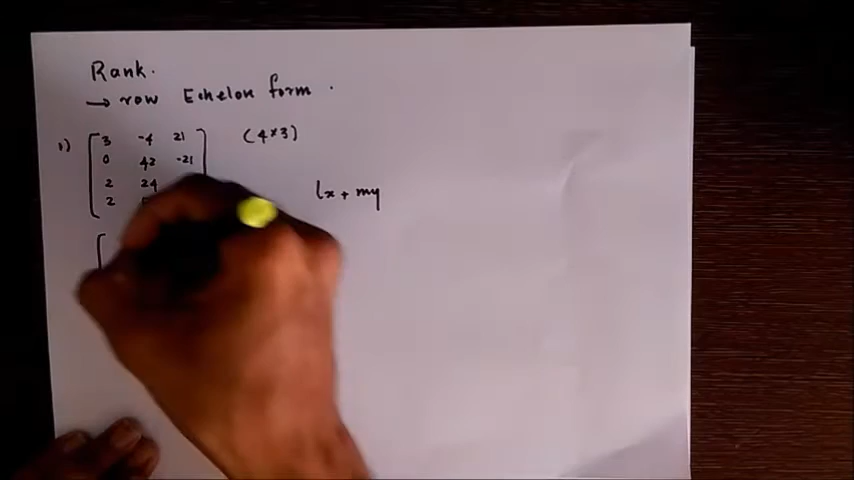 Rank.
→ row Echelon form.
1) [ 3 -4 21 ] (4×3)
0 42 -21
2 24
2
lx + my
[